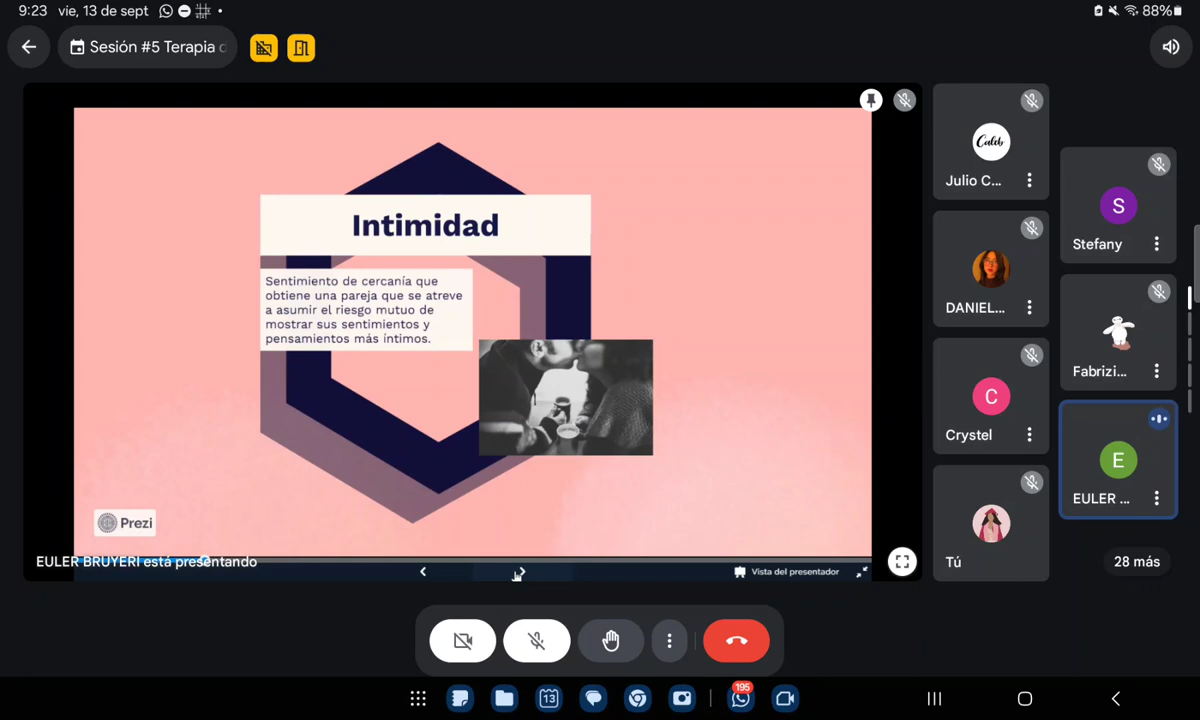 9:23 vie, 13 de sept
88%
Sesión #5 Terapia
Intimidad
Sentimiento de cercanía que
obtiene una pareja que se atreve
a asumir el riesgo mutuo de
mostrar sus sentimientos y
pensamientos más íntimos.
Prezi
EULER BRUYERI está presentando
Vista del presentador
Caleb
Julio C...
DANIEL...
C
Crystel
Tú
S
Stefany
Fabrizi...
E
EULER ...
28 más
13
195